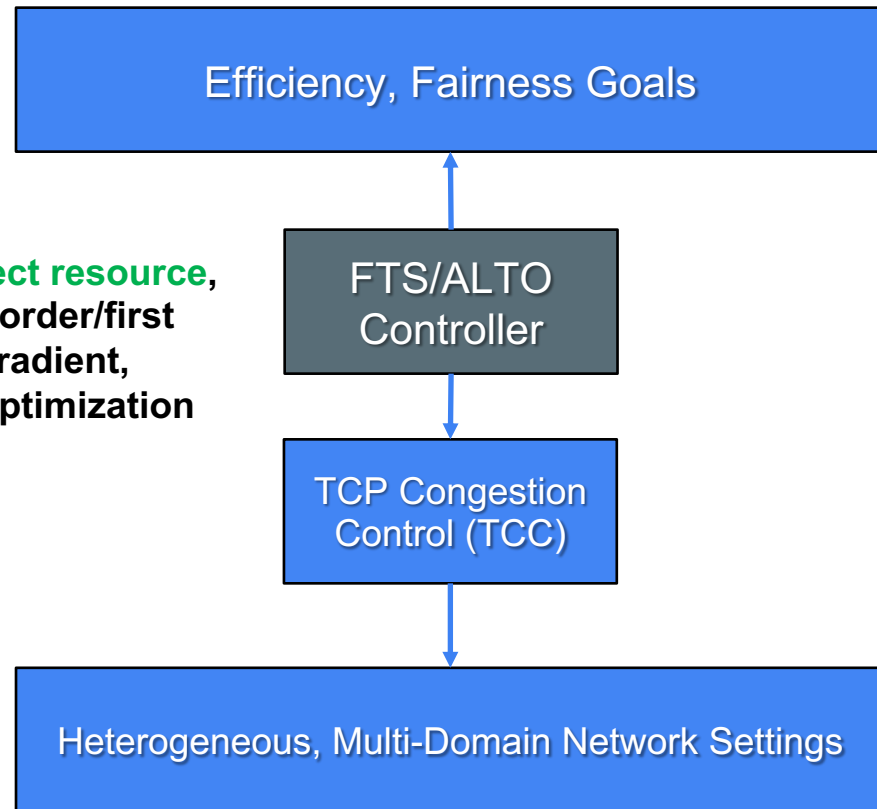 Efficiency, Fairness Goals
ect resource,
order/first
radient,
ptimization
FTS/ALTO
Controller
TCP Congestion
Control (TCC)
Heterogeneous, Multi-Domain Network Settings